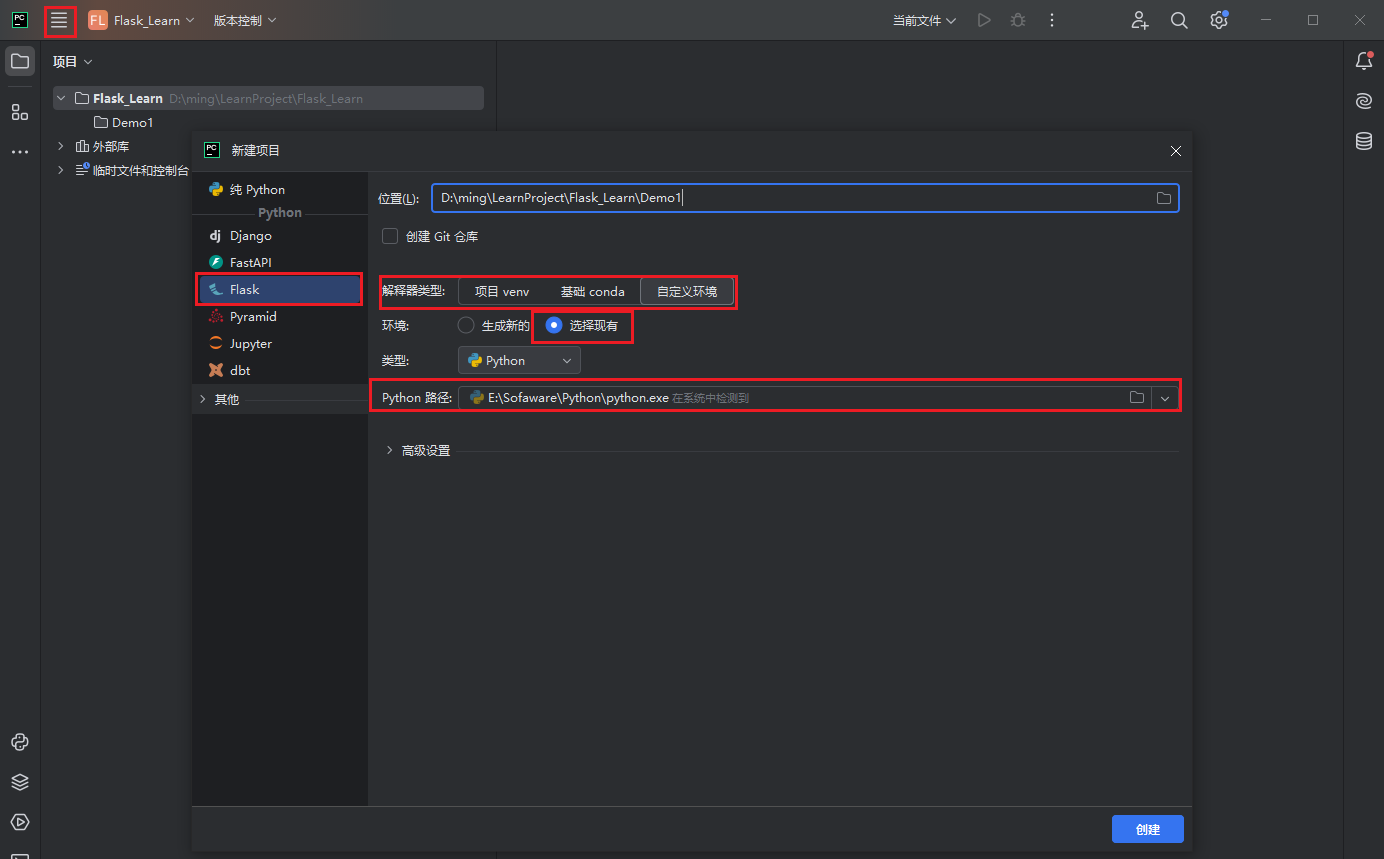 PC
FL Flask_Learn 版本控制 当前文件
项目
Flask_Learn D:\ming\LearnProject\Flask_Learn
Demo1
外部库
临时文件和控制台
PC 新建项目
纯 Python
Python
dj Django
FastAPI
Flask
Pyramid
Jupyter
dbt
其他
位置(L): D:\ming\LearnProject\Flask_Learn\Demo1
创建 Git 仓库
解释器类型: 项目 venv 基础 conda 自定义环境
环境: 生成新的 选择现有
类型: Python
Python 路径: E:\Sofaware\Python\python.exe 在系统中检测到
高级设置
创建